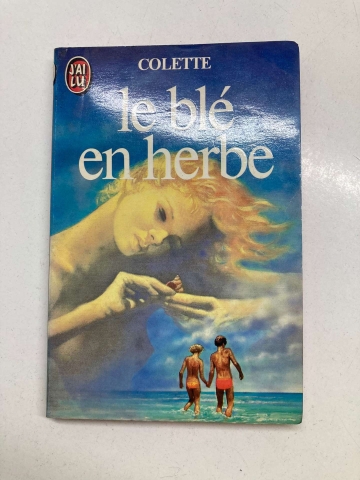 J'AI
LU
COLETTE
le blé
en herbe